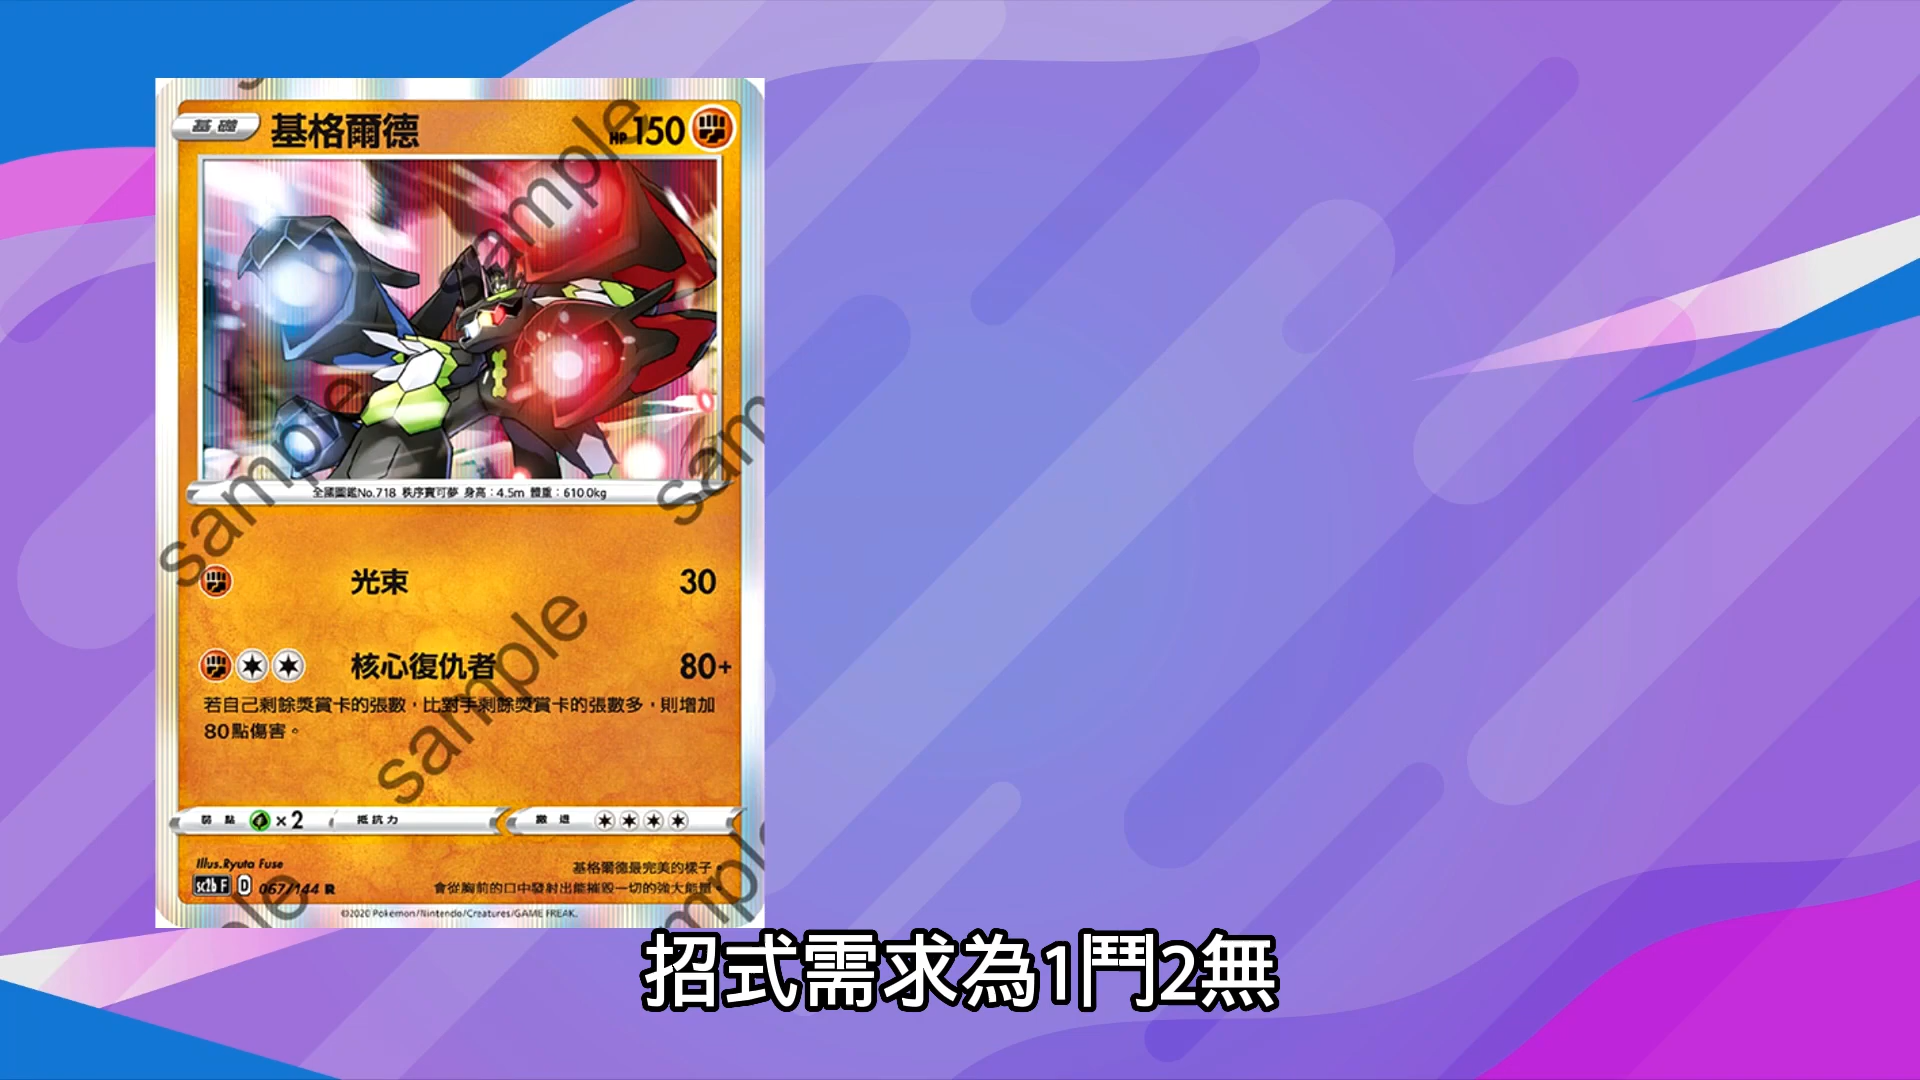 基礎 基格爾德 HP 150
全國圖鑑No.718 秩序寶可夢 身高：4.5m 體重：610.0kg
光束 30
核心復仇者 80+
若自己剩餘獎賞卡的張數，比對手剩餘獎賞卡的張數多，則增加
80點傷害。
弱點 ×2 抵抗力 撤退
Illus.Ryuta Fuse
基格爾德最完美的樣子。
會從胸前的口中發射出能摧毀一切的強大能量。
sc2b F D 067/144 R
©2020 Pokémon/Nintendo/Creatures/GAME FREAK.
sample
sample
sample
sample
sample
sample
招式需求為1鬥2無